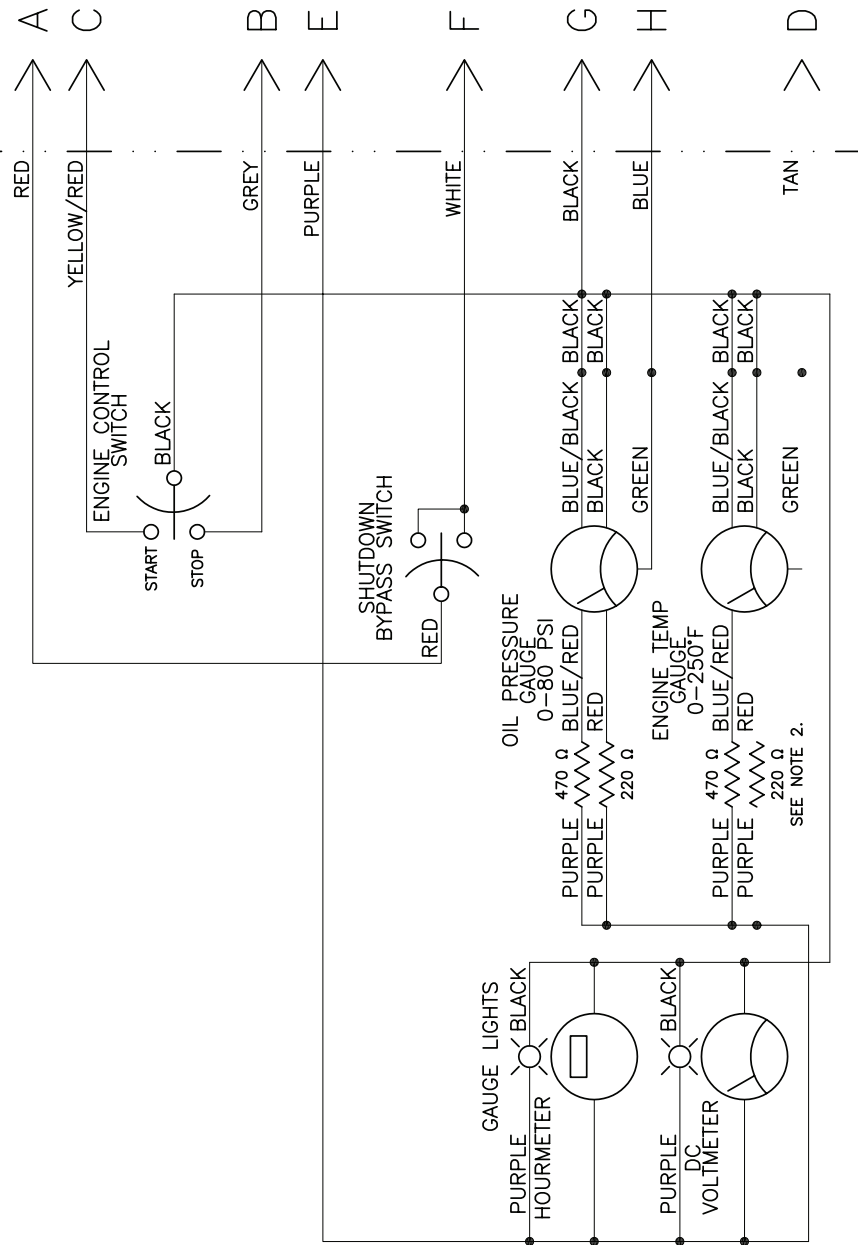 A
C
B
E
F
G
H
D
RED
YELLOW/RED
GREY
PURPLE
WHITE
BLACK
BLUE
TAN
ENGINE CONTROL
SWITCH
BLACK
START
STOP
SHUTDOWN
BYPASS SWITCH
RED
BLACK
BLACK
BLUE/BLACK
BLACK
GREEN
OIL PRESSURE
GAUGE
0-80 PSI
BLUE/RED
RED
470 Ω
220 Ω
PURPLE
PURPLE
BLACK
BLACK
BLUE/BLACK
BLACK
GREEN
ENGINE TEMP
GAUGE
0-250°F
BLUE/RED
RED
470 Ω
220 Ω
SEE NOTE 2.
PURPLE
PURPLE
GAUGE LIGHTS
BLACK
PURPLE
HOURMETER
BLACK
PURPLE
DC
VOLTMETER